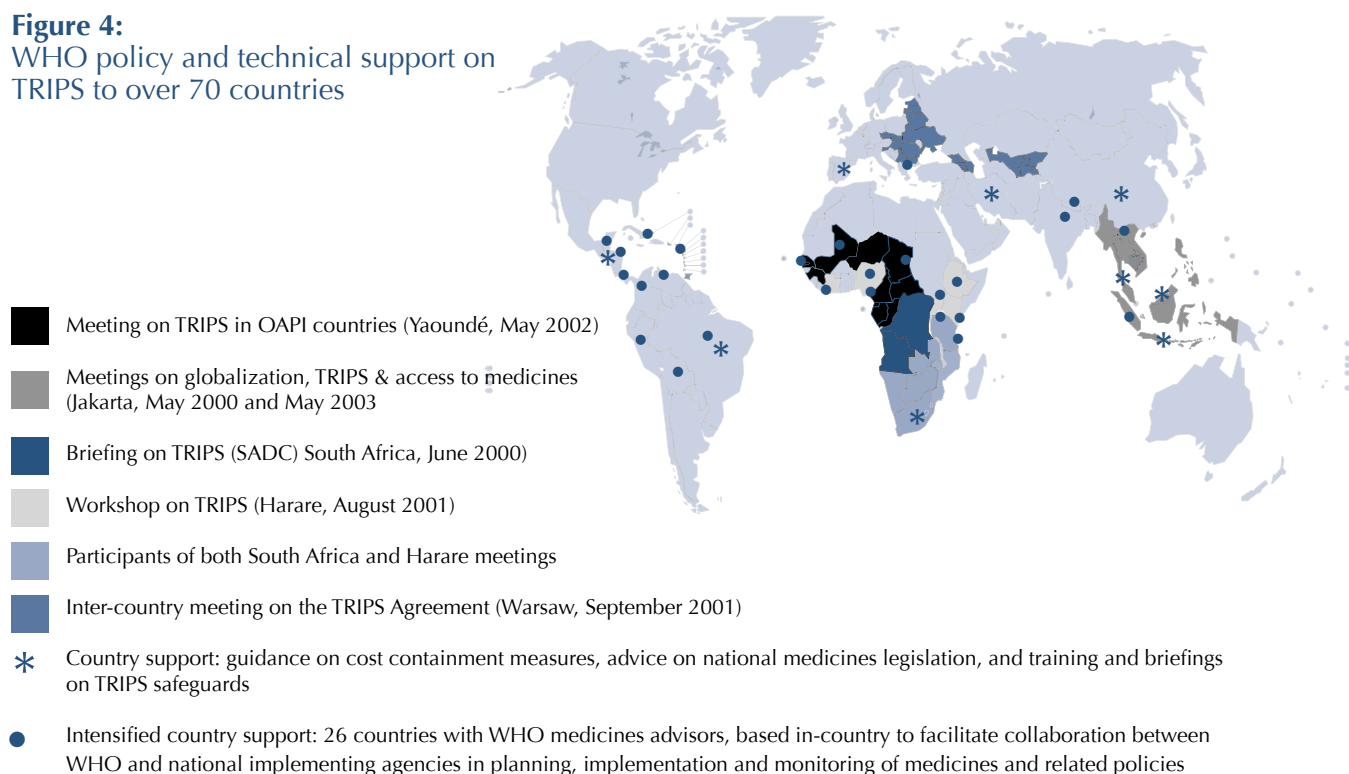 Figure 4:
WHO policy and technical support on
TRIPS to over 70 countries
Meeting on TRIPS in OAPI countries (Yaoundé, May 2002)
Meetings on globalization, TRIPS & access to medicines
(Jakarta, May 2000 and May 2003
Briefing on TRIPS (SADC) South Africa, June 2000)
Workshop on TRIPS (Harare, August 2001)
Participants of both South Africa and Harare meetings
Inter-country meeting on the TRIPS Agreement (Warsaw, September 2001)
Country support: guidance on cost containment measures, advice on national medicines legislation, and training and briefings
on TRIPS safeguards
Intensified country support: 26 countries with WHO medicines advisors, based in-country to facilitate collaboration between
WHO and national implementing agencies in planning, implementation and monitoring of medicines and related policies